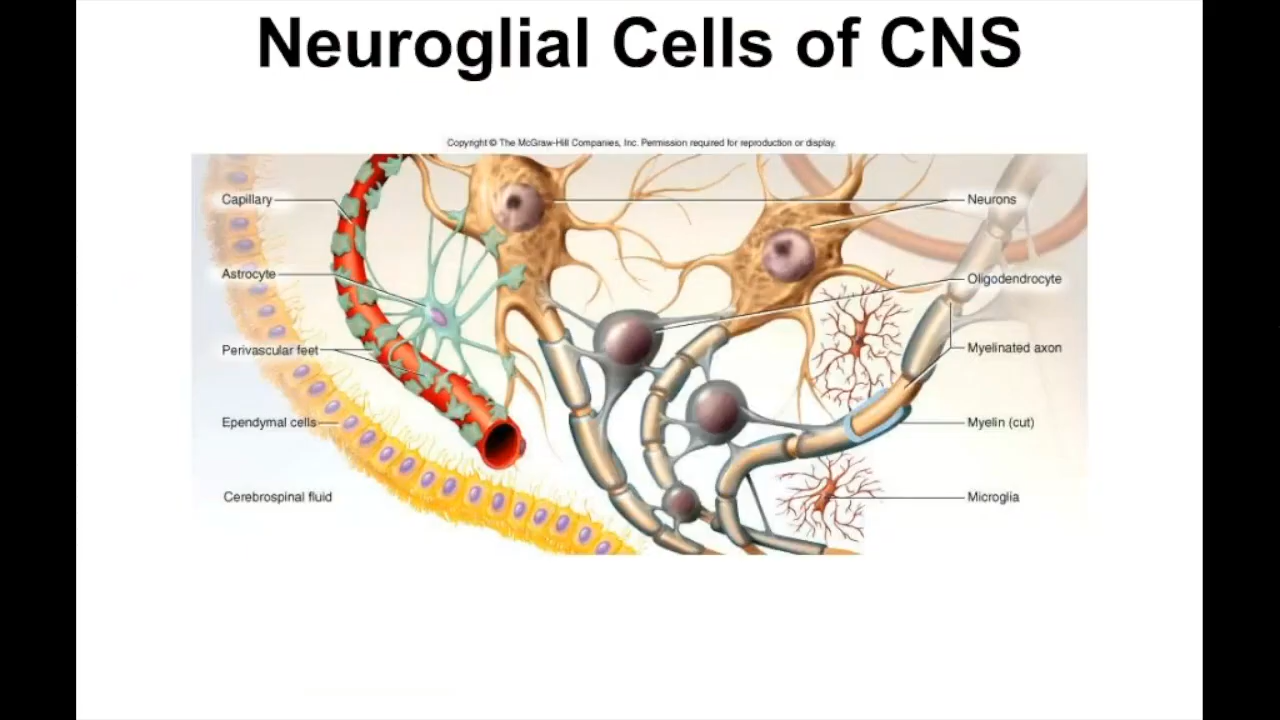 Neuroglial Cells of CNS
Copyright © The McGraw-Hill Companies, Inc. Permission required for reproduction or display.
Capillary
Astrocyte
Perivascular feet
Ependymal cells
Cerebrospinal fluid
Neurons
Oligodendrocyte
Myelinated axon
Myelin (cut)
Microglia